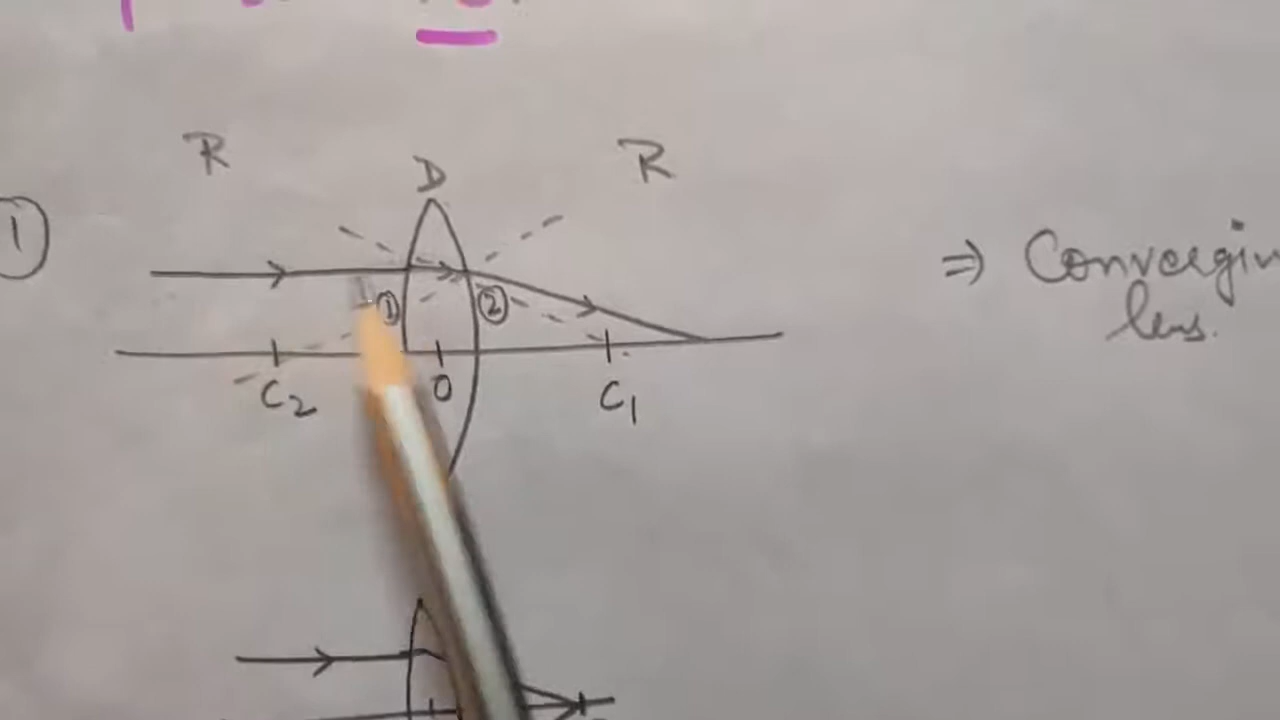 R D R
①
⇒ Convergin
lens.
① ②
C₂ O C₁